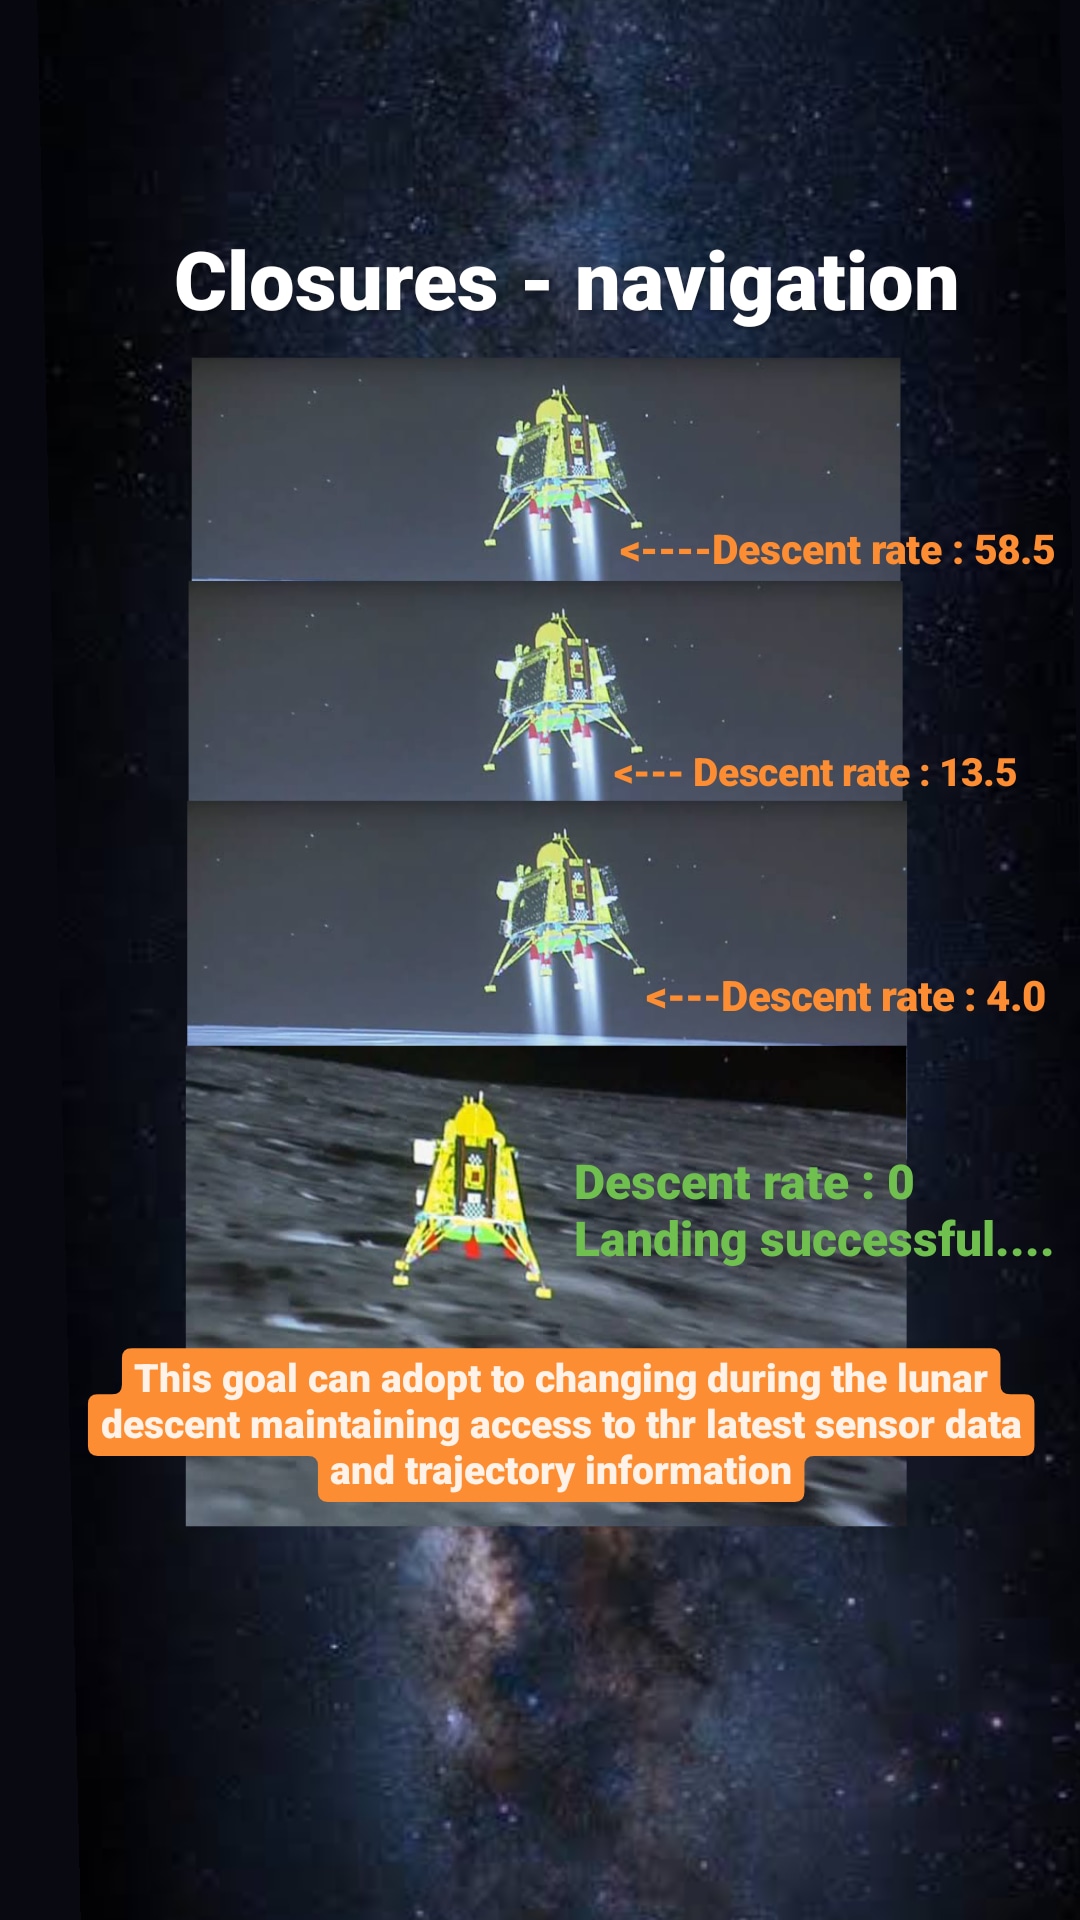 Closures - navigation
<----Descent rate : 58.5
<--- Descent rate : 13.5
<---Descent rate : 4.0
Descent rate : 0
Landing successful....
This goal can adopt to changing during the lunar
descent maintaining access to thr latest sensor data
and trajectory information